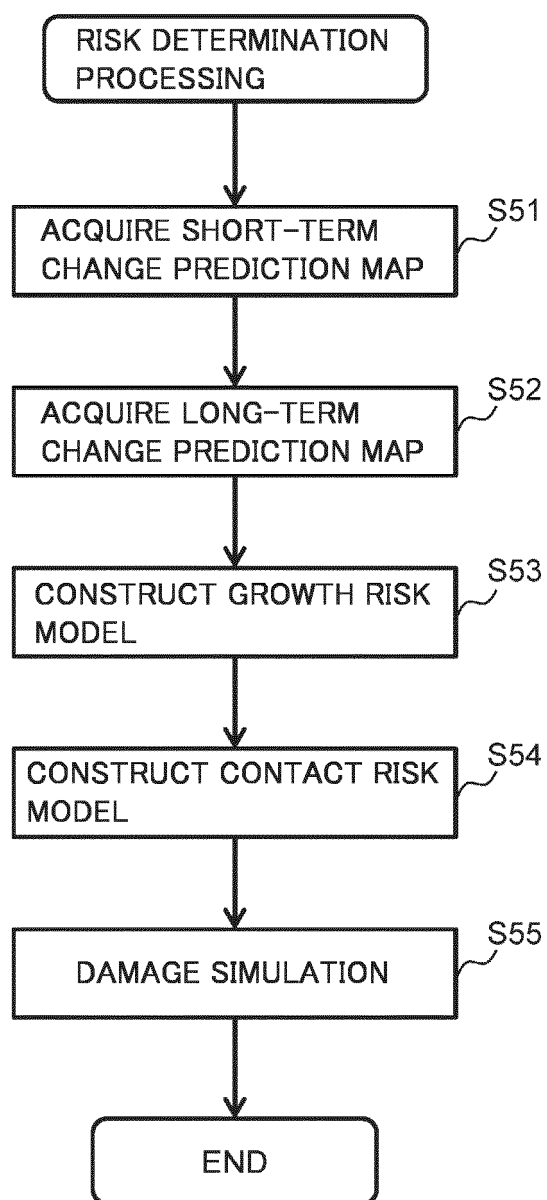 RISK DETERMINATION
PROCESSING
S51
ACQUIRE SHORT-TERM
CHANGE PREDICTION MAP
S52
ACQUIRE LONG-TERM
CHANGE PREDICTION MAP
S53
CONSTRUCT GROWTH RISK
MODEL
S54
CONSTRUCT CONTACT RISK
MODEL
S55
DAMAGE SIMULATION
END